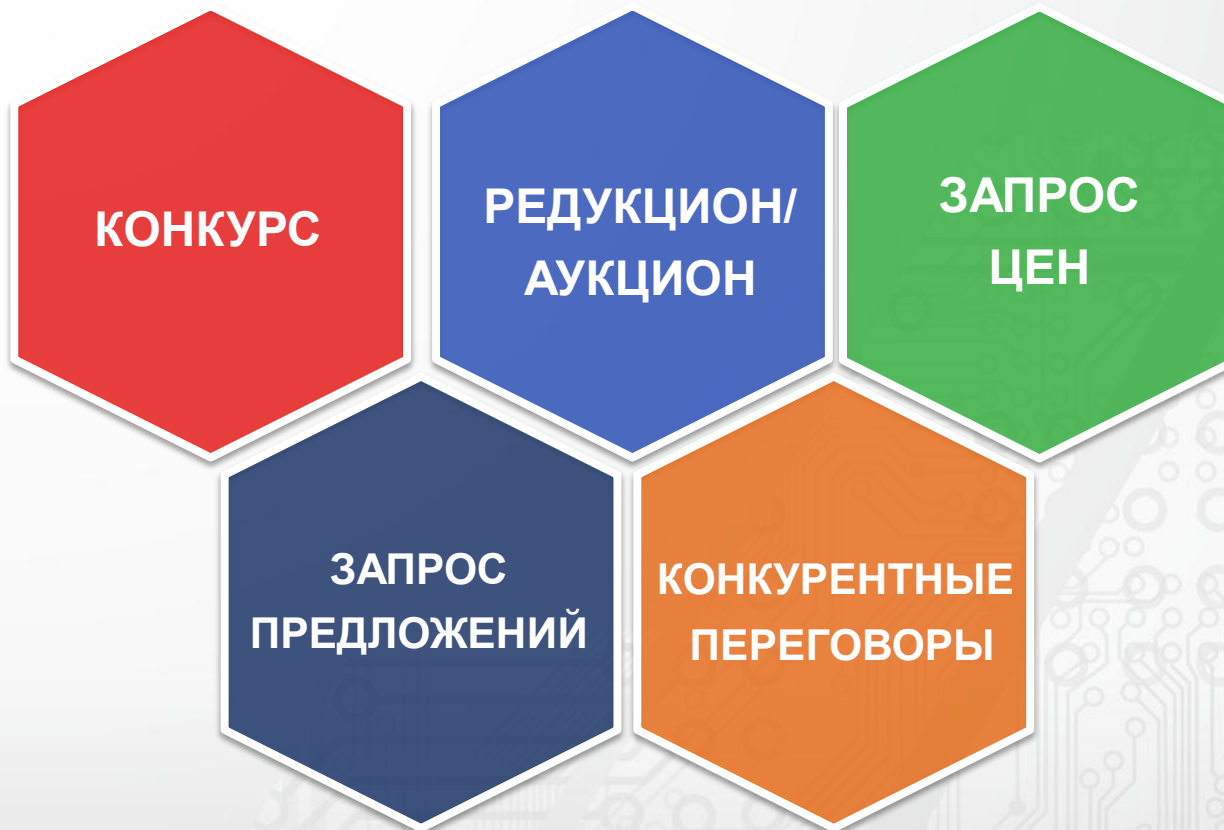 КОНКУРС
РЕДУКЦИОН/
АУКЦИОН
ЗАПРОС
ЦЕН
ЗАПРОС
ПРЕДЛОЖЕНИЙ
КОНКУРЕНТНЫЕ
ПЕРЕГОВОРЫ